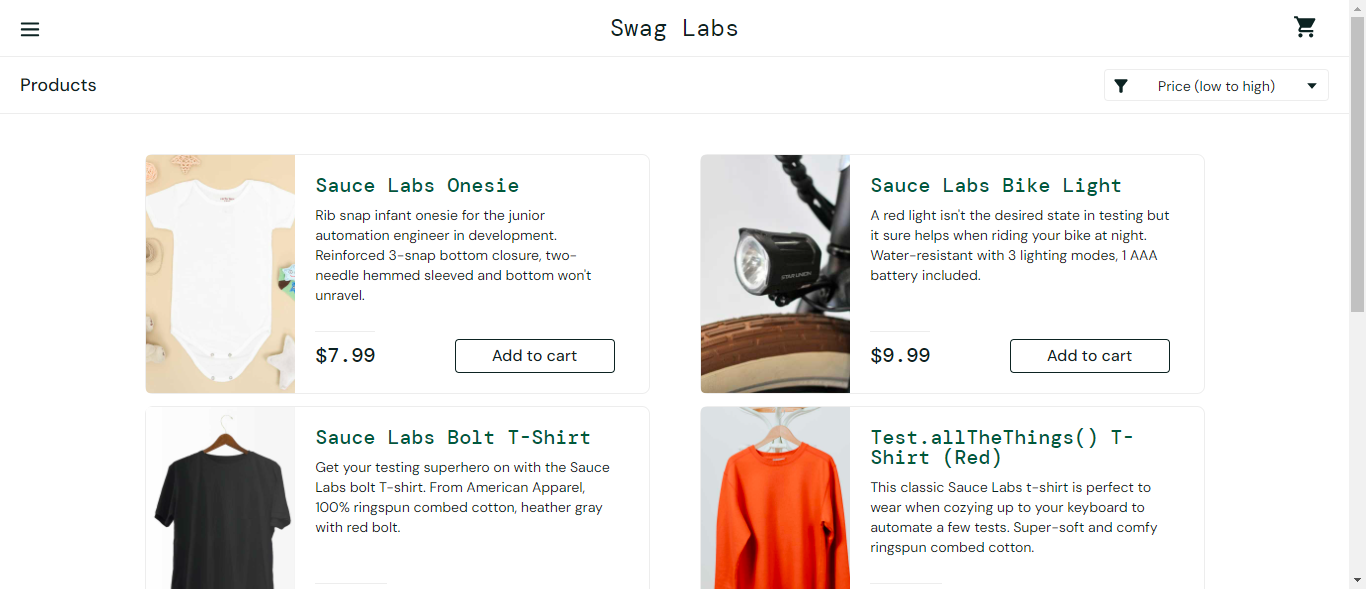 Swag Labs
Products
Price (low to high)
Sauce Labs Onesie
Rib snap infant onesie for the junior
automation engineer in development.
Reinforced 3-snap bottom closure, two-
needle hemmed sleeved and bottom won't
unravel.
$7.99
Add to cart
Sauce Labs Bike Light
A red light isn't the desired state in testing but
it sure helps when riding your bike at night.
Water-resistant with 3 lighting modes, 1 AAA
battery included.
STAR UNION
$9.99
Add to cart
Sauce Labs Bolt T-Shirt
Get your testing superhero on with the Sauce
Labs bolt T-shirt. From American Apparel,
100% ringspun combed cotton, heather gray
with red bolt.
Test.allTheThings() T-
Shirt (Red)
This classic Sauce Labs t-shirt is perfect to
wear when cozying up to your keyboard to
automate a few tests. Super-soft and comfy
ringspun combed cotton.